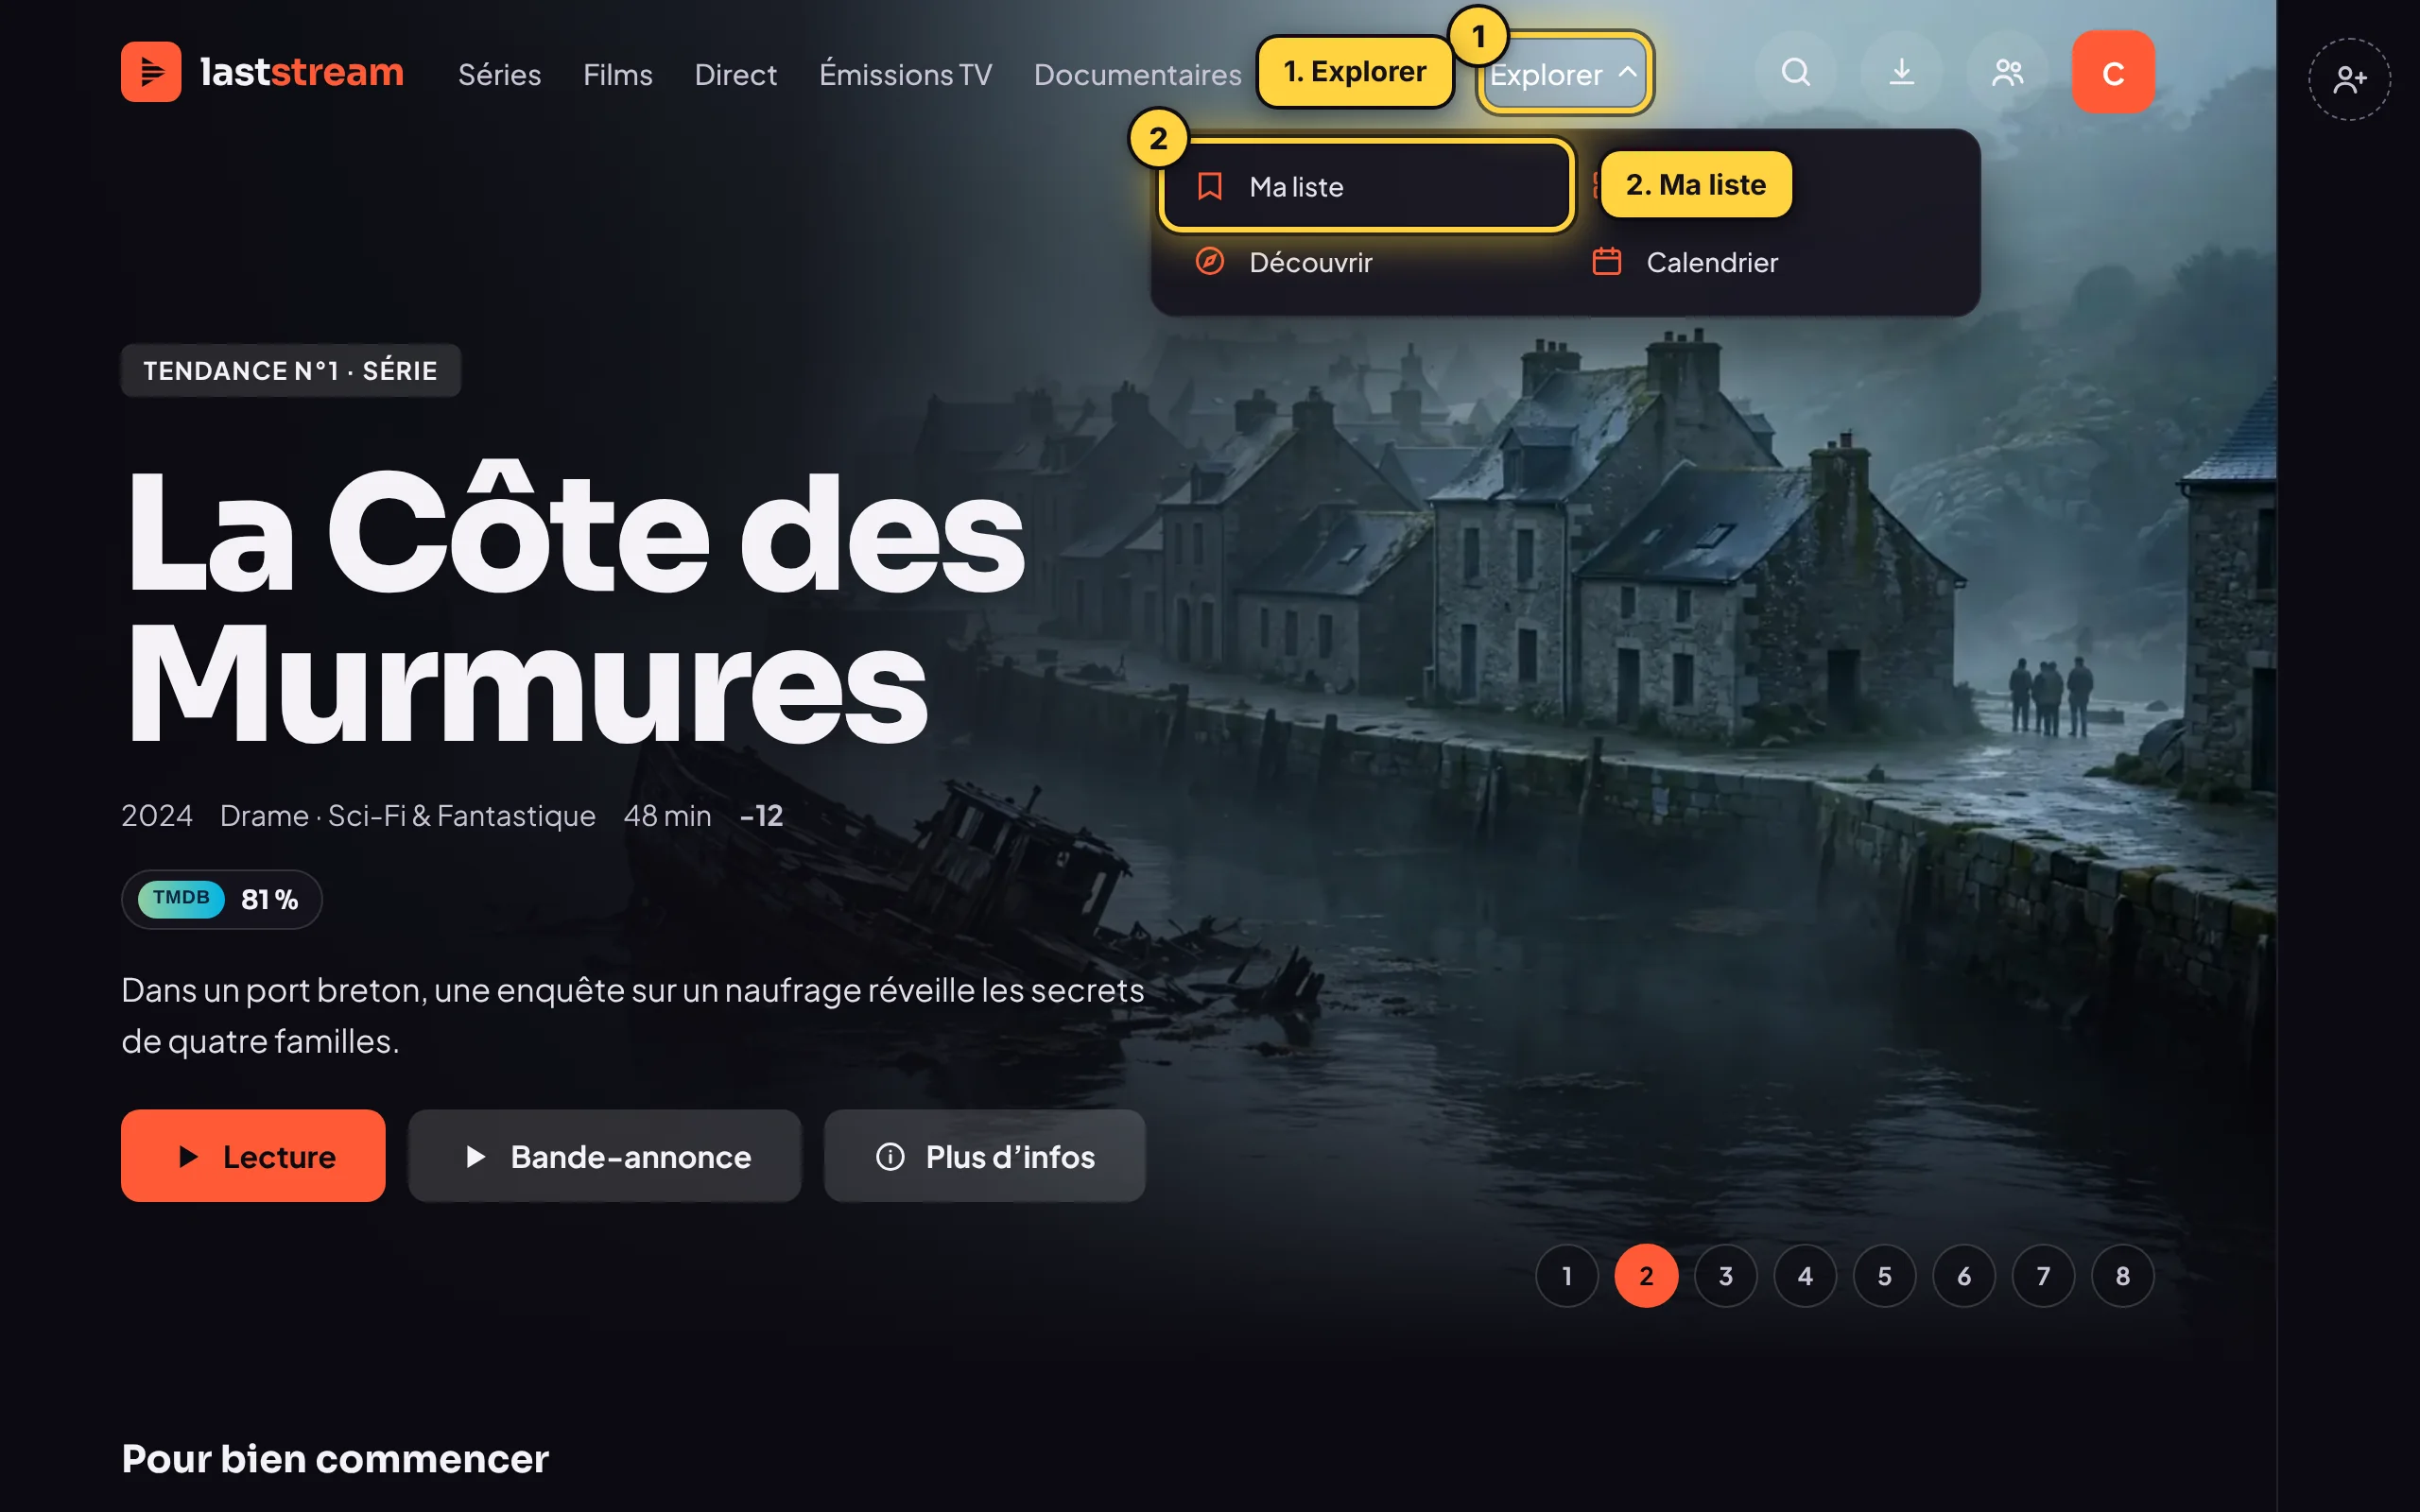 laststream
Séries
Films
Direct
Émissions TV
Documentaires
1. Explorer
1
Explorer
C
2
Ma liste
2. Ma liste
Découvrir
Calendrier
TENDANCE N°1 · SÉRIE
La Côte des
Murmures
2024 Drame · Sci-Fi & Fantastique 48 min -12
TMDB 81 %
Dans un port breton, une enquête sur un naufrage réveille les secrets
de quatre familles.
Lecture
Bande-annonce
Plus d’infos
1 2 3 4 5 6 7 8
Pour bien commencer